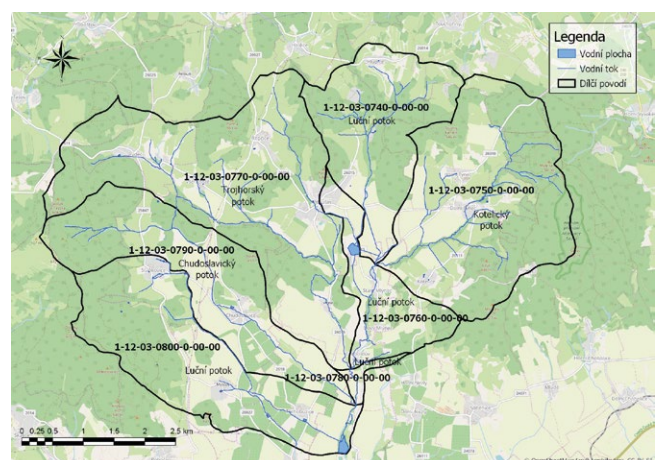 Legenda
Vodní plocha
Vodní tok
Dílčí povodí
1-12-03-0740-0-00-00
Luční potok
1-12-03-0770-0-00-00
Trojhorský
potok
1-12-03-0750-0-00-00
Kotelický
potok
1-12-03-0790-0-00-00
Chudoslavický
potok
Luční potok
1-12-03-0760-0-00-00
1-12-03-0800-0-00-00
Luční potok
Luční potok
1-12-03-0780-0-00-00
0 0.25 0.5 1 1.5 2 2.5 km